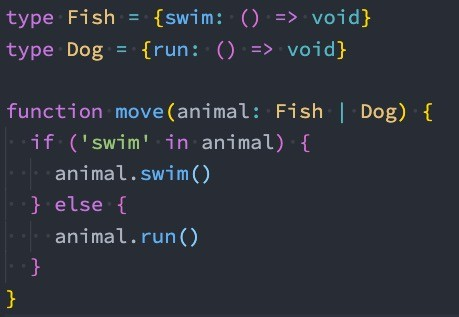 type Fish = {swim: () => void}
type Dog = {run: () => void}
function move(animal: Fish | Dog) {
  if ('swim' in animal) {
    animal.swim()
  } else {
    animal.run()
  }
}